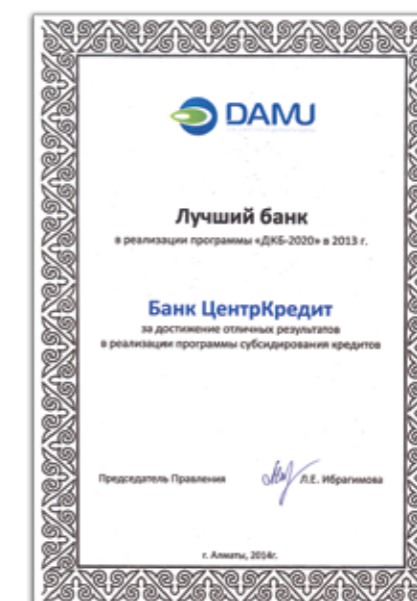 DAMU
Лучший банк
в реализации программы «ДКБ-2020» в 2013 г.
Банк ЦентрКредит
за достижение отличных результатов
в реализации программы субсидирования кредитов
Председатель Правления
Л.Е. Ибрагимова
г. Алматы, 2014г.